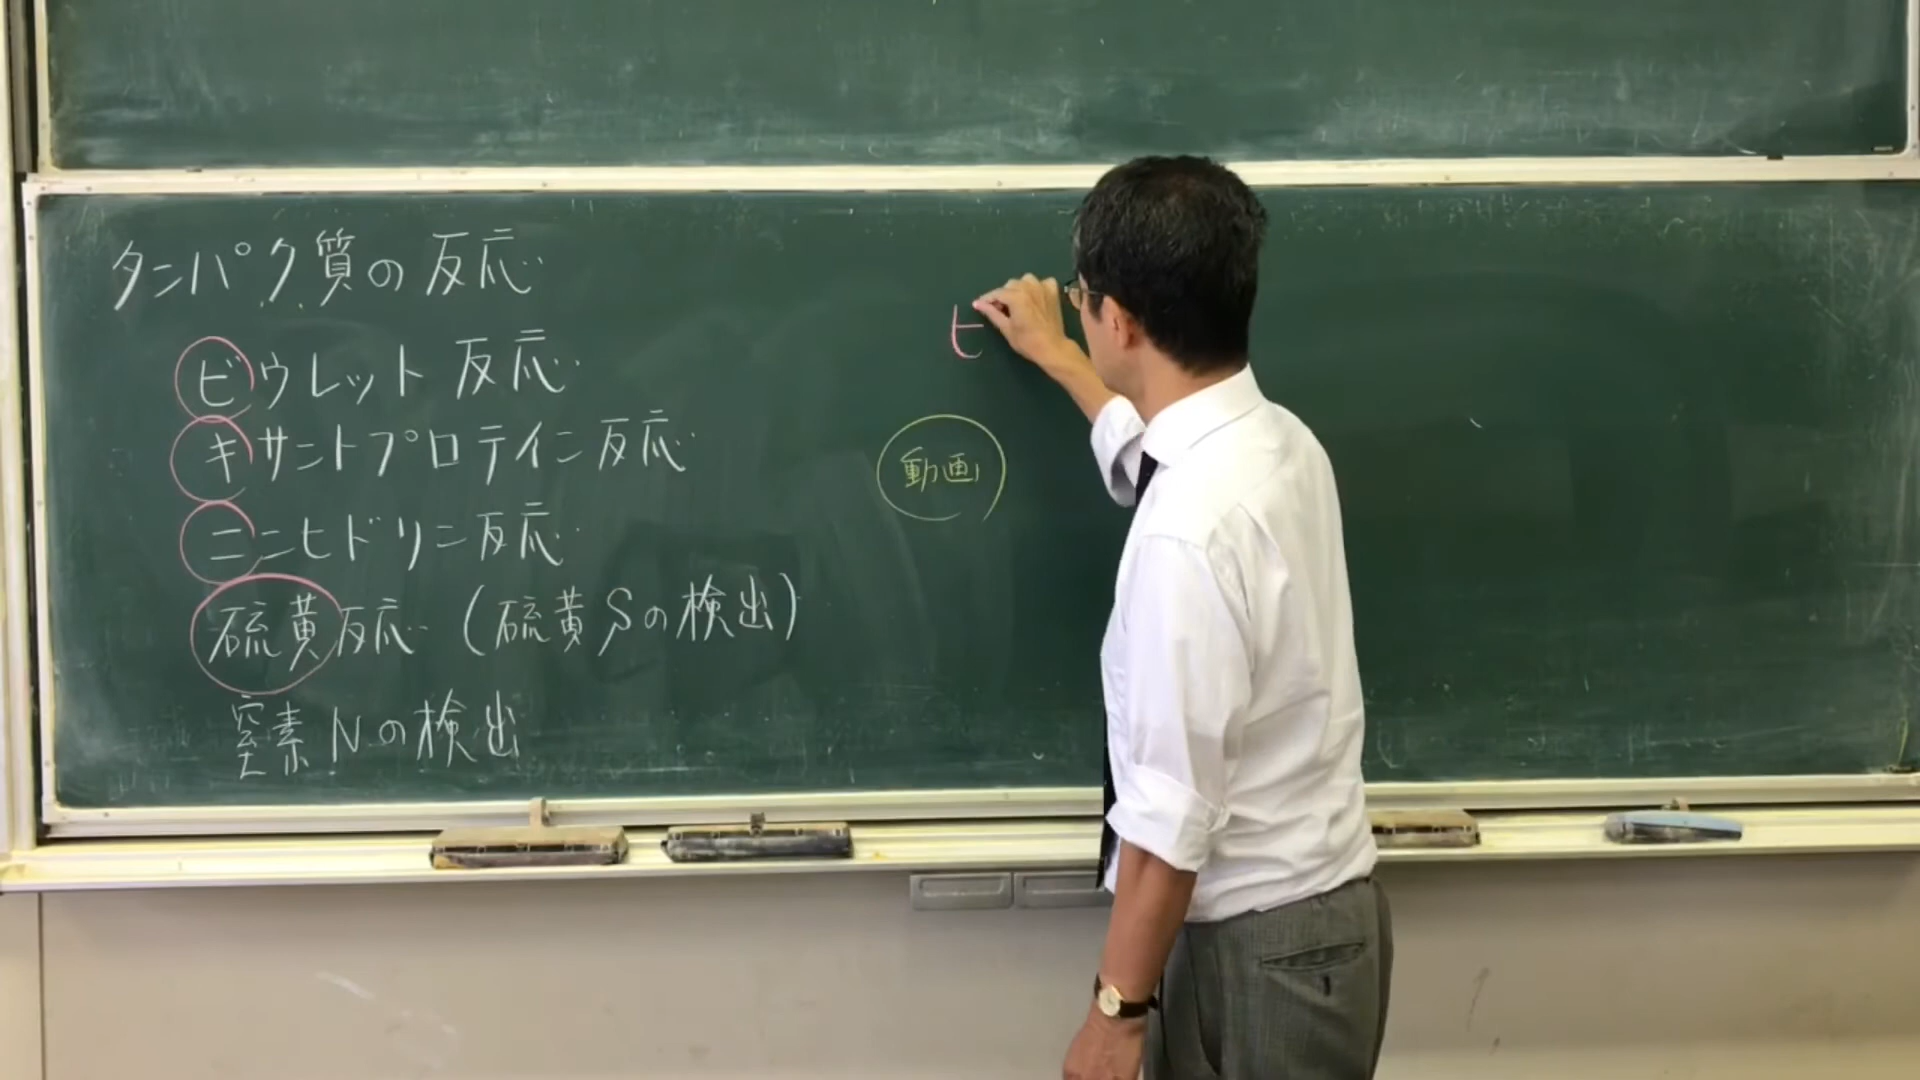 タンパク質の反応
ビウレット反応
キサントプロテイン反応
ニンヒドリン反応
硫黄反応（硫黄Sの検出）
窒素Nの検出
ヒ
動画